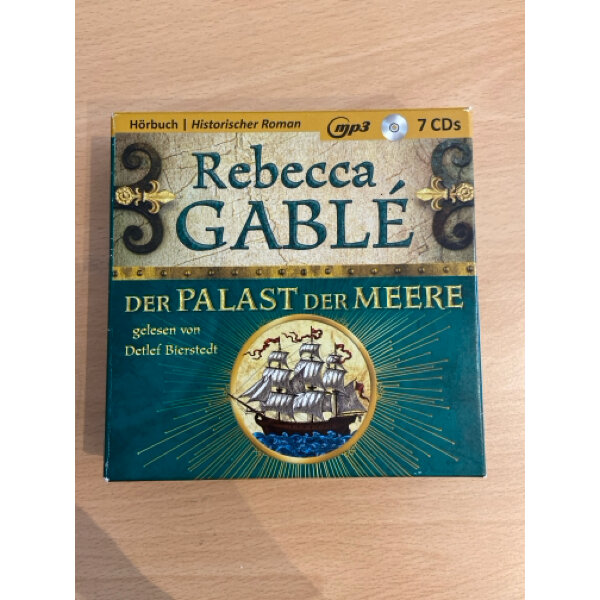 Hörbuch | Historischer Roman mp3 7 CDs
Rebecca
GABLÉ
DER PALAST DER MEERE
gelesen von
Detlef Bierstedt